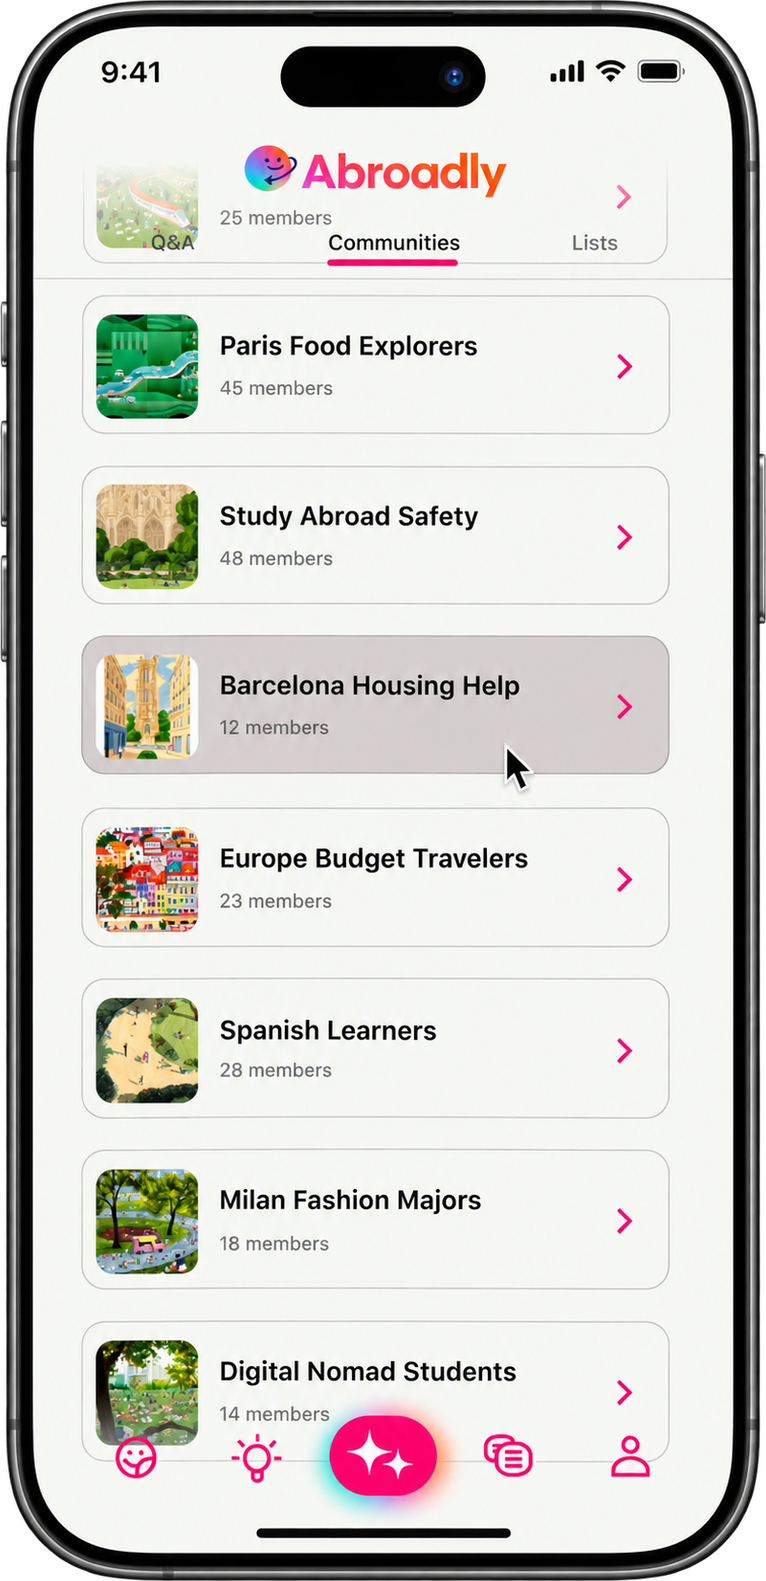 9:41
Abroadly
25 members
Q&A
Communities
Lists
Paris Food Explorers
45 members
Study Abroad Safety
48 members
Barcelona Housing Help
12 members
Europe Budget Travelers
23 members
Spanish Learners
28 members
Milan Fashion Majors
18 members
Digital Nomad Students
14 members